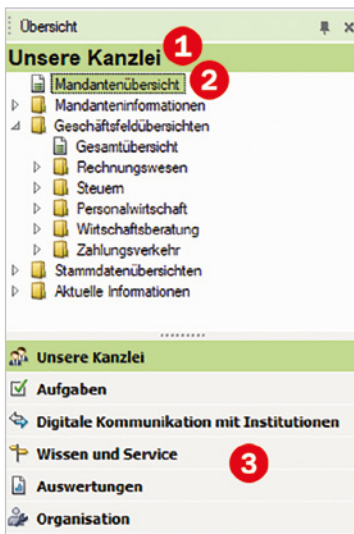 Übersicht
Unsere Kanzlei 1
Mandantenübersicht 2
Mandanteninformationen
Geschäftsfeldübersichten
Gesamtübersicht
Rechnungswesen
Steuern
Personalwirtschaft
Wirtschaftsberatung
Zahlungsverkehr
Stammdatenübersichten
Aktuelle Informationen
Unsere Kanzlei
Aufgaben
Digitale Kommunikation mit Institutionen
Wissen und Service 3
Auswertungen
Organisation